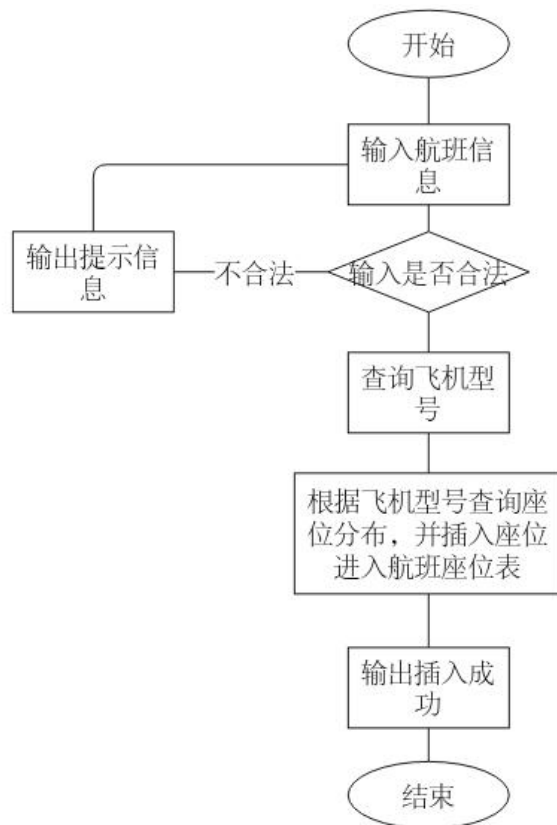 开始
输入航班信
息
输出提示信
息
不合法
输入是否合法
查询飞机型
号
根据飞机型号查询座
位分布，并插入座位
进入航班座位表
输出插入成
功
结束